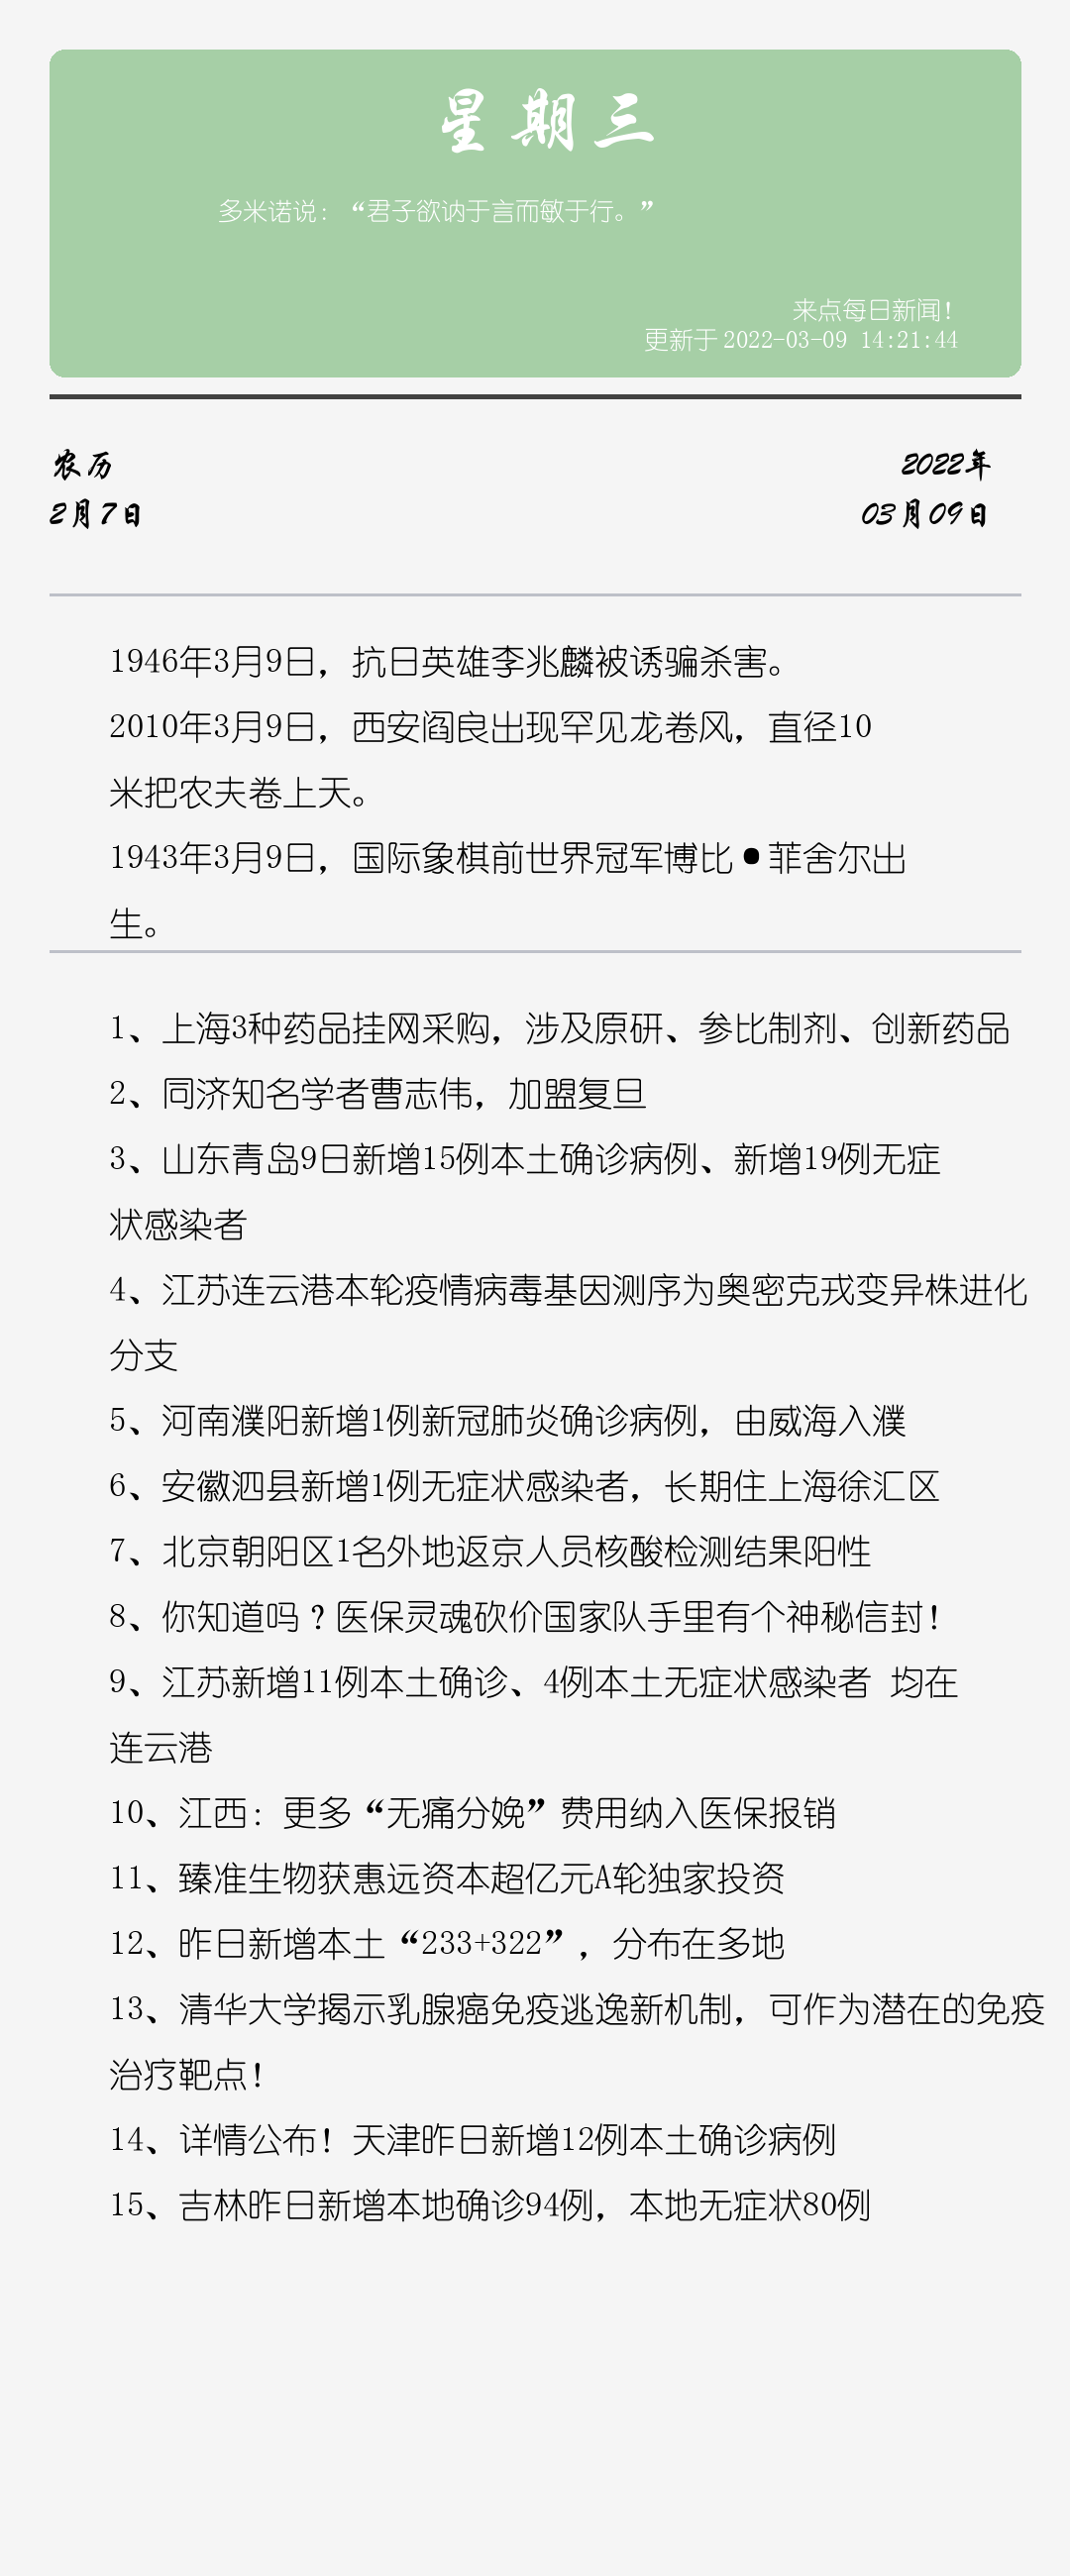 星期三
多米诺说：“君子欲讷于言而敏于行。”
来点每日新闻！
更新于 2022-03-09 14:21:44
农历
2月7日
2022年
03月09日
1946年3月9日，抗日英雄李兆麟被诱骗杀害。
2010年3月9日，西安阎良出现罕见龙卷风，直径10
米把农夫卷上天。
1943年3月9日，国际象棋前世界冠军博比•菲舍尔出
生。
1、上海3种药品挂网采购，涉及原研、参比制剂、创新药品
2、同济知名学者曹志伟，加盟复旦
3、山东青岛9日新增15例本土确诊病例、新增19例无症
状感染者
4、江苏连云港本轮疫情病毒基因测序为奥密克戎变异株进化
分支
5、河南濮阳新增1例新冠肺炎确诊病例，由威海入濮
6、安徽泗县新增1例无症状感染者，长期住上海徐汇区
7、北京朝阳区1名外地返京人员核酸检测结果阳性
8、你知道吗？医保灵魂砍价国家队手里有个神秘信封！
9、江苏新增11例本土确诊、4例本土无症状感染者 均在
连云港
10、江西：更多“无痛分娩”费用纳入医保报销
11、臻准生物获惠远资本超亿元A轮独家投资
12、昨日新增本土“233+322”，分布在多地
13、清华大学揭示乳腺癌免疫逃逸新机制，可作为潜在的免疫
治疗靶点！
14、详情公布！天津昨日新增12例本土确诊病例
15、吉林昨日新增本地确诊94例，本地无症状80例